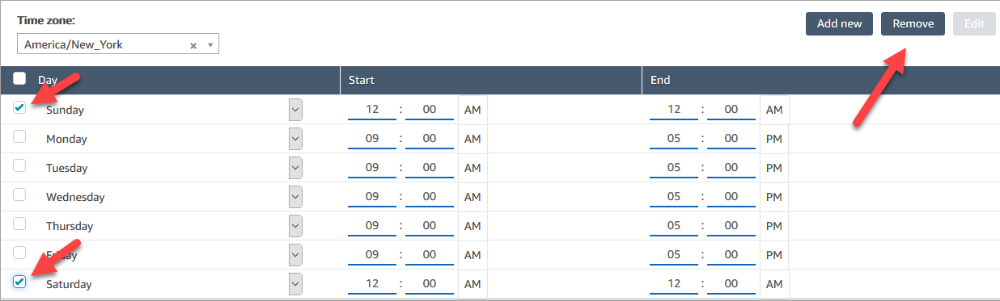 Time zone:
America/New_York
Add new Remove Edit
Day Start End
Sunday 12 : 00 AM 12 : 00 AM
Monday 09 : 00 AM 05 : 00 PM
Tuesday 09 : 00 AM 05 : 00 PM
Wednesday 09 : 00 AM 05 : 00 PM
Thursday 09 : 00 AM 05 : 00 PM
Friday 09 : 00 AM 05 : 00 PM
Saturday 12 : 00 AM 12 : 00 AM